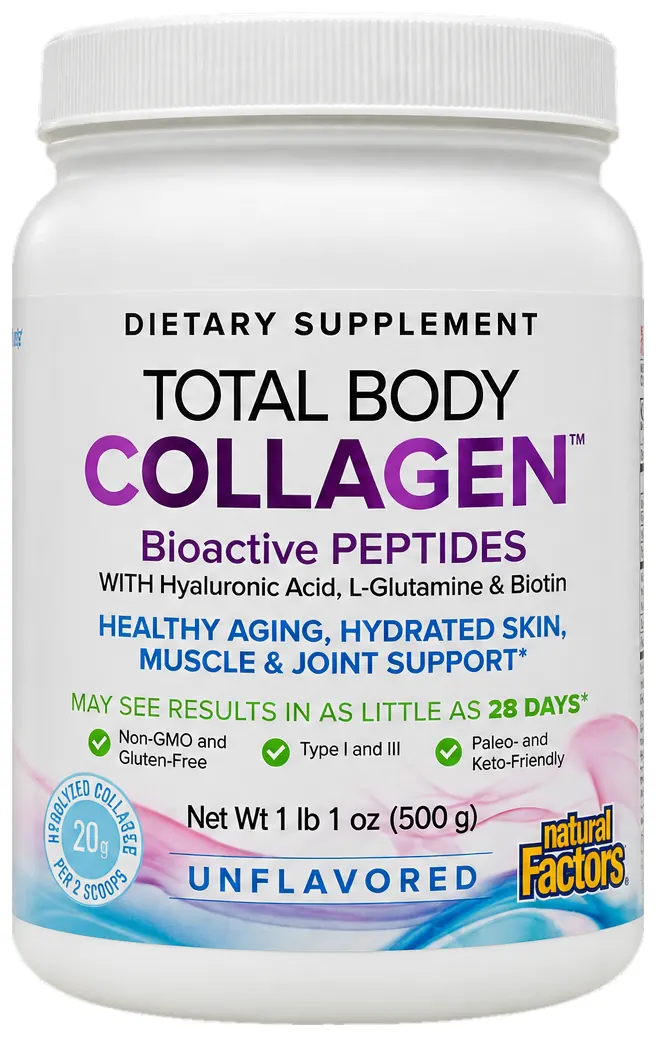 DIETARY SUPPLEMENT
TOTAL BODY
COLLAGEN™
Bioactive PEPTIDES
WITH Hyaluronic Acid, L-Glutamine & Biotin
HEALTHY AGING, HYDRATED SKIN,
MUSCLE & JOINT SUPPORT*
MAY SEE RESULTS IN AS LITTLE AS 28 DAYS*
Non-GMO and
Gluten-Free
Type I and III
Paleo- and
Keto-Friendly
20g
PER 2 SCOOPS
Net Wt 1 lb 1 oz (500 g)
UNFLAVORED
natural
Factors®